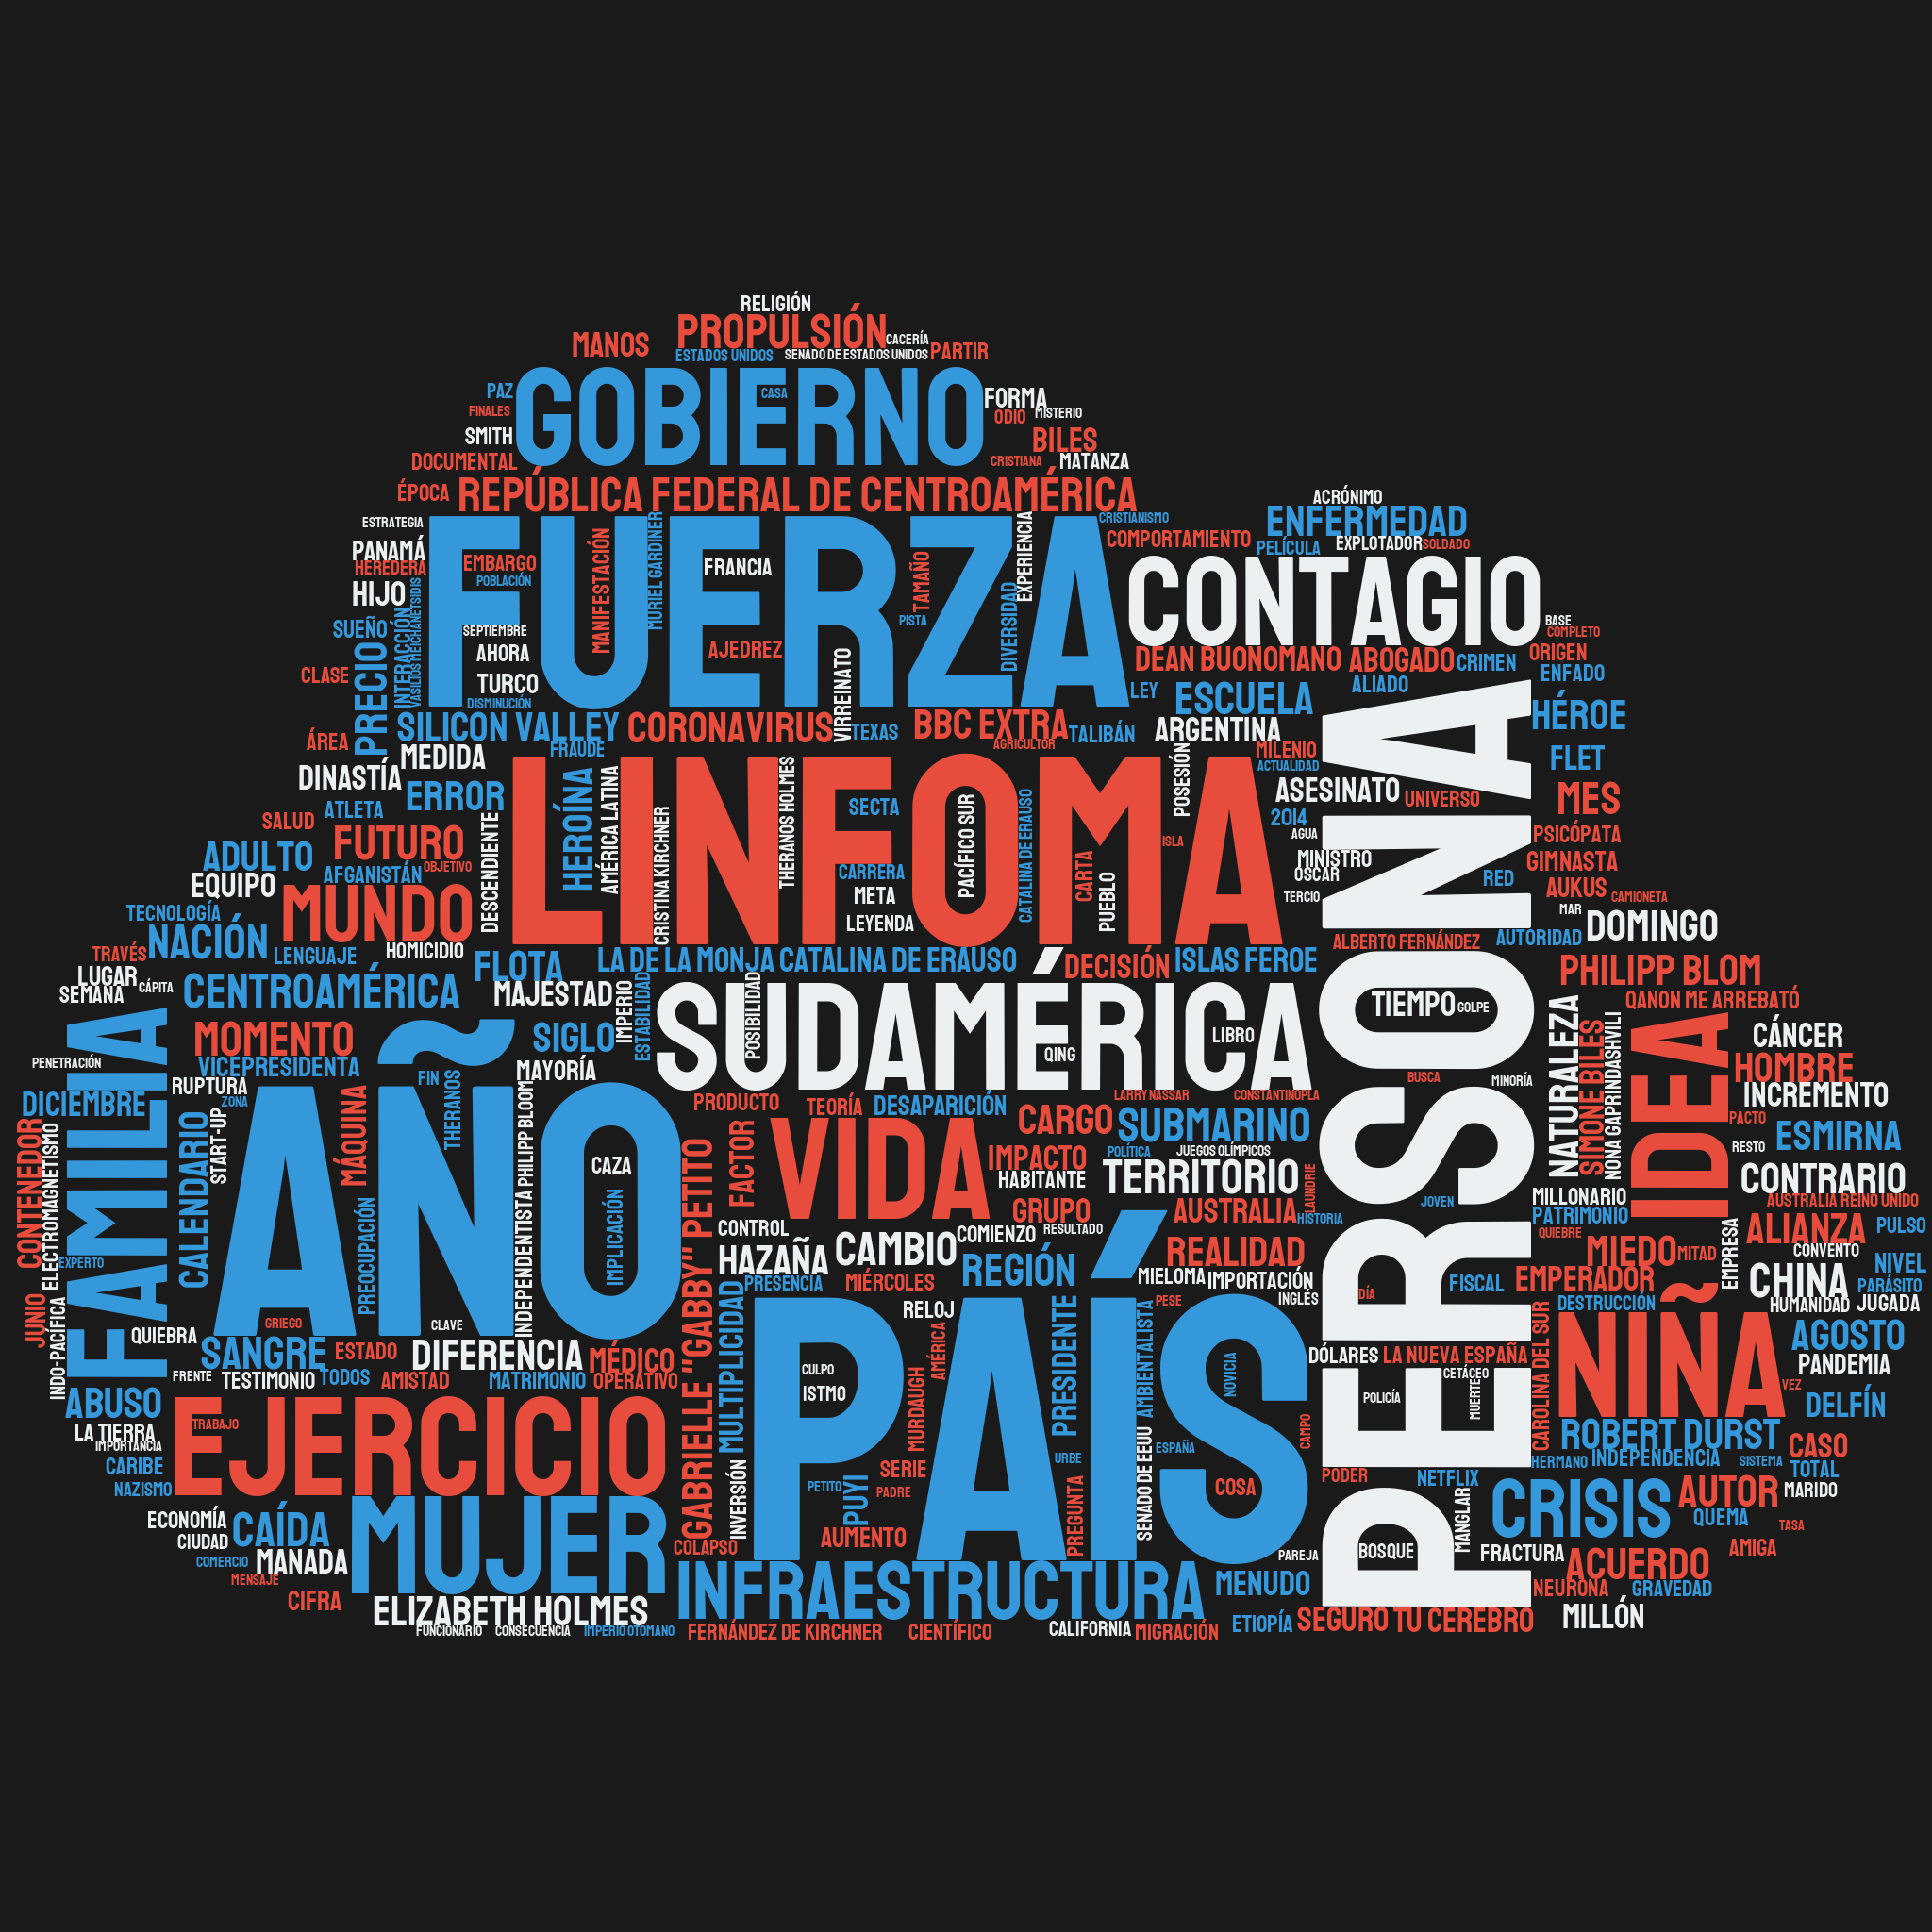 RELIGIÓN
PROPULSIÓN
CACERÍA
MANOS
ESTADOS UNIDOS
SENADO DE ESTADOS UNIDOS
PARTIR
PAZ
GOBIERNO
CASA
FORMA
FINALES
ODIO
MISTERIO
SMITH
BILES
DOCUMENTAL
CRISTIANA
MATANZA
ÉPOCA
REPÚBLICA FEDERAL DE CENTROAMÉRICA
ACRÓNIMO
ESTRATEGIA
FUERZA
CRISTIANISMO
ENFERMEDAD
PANAMÁ
HEREDERA
EMBARGO
POBLACIÓN
MANIFESTACIÓN
MURIEL GARDINER
FRANCIA
TAMAÑO
EXPERIENCIA
COMPORTAMIENTO
PELÍCULA
EXPLOTADOR
SOLDADO
HIJO
CONTAGIO
SUEÑO
INTERACCIÓN
VASILIOS MEICHANETSIDIS
SEPTIEMBRE
AHORA
TURCO
DISMINUCIÓN
AJEDREZ
PISTA
DIVERSIDAD
VIRREINATO
BASE
COMPLETO
CLASE
PRECIO
DEAN BUONOMANO
ABOGADO
CRIMEN
ORIGEN
ENFADO
LEY
ESCUELA
ALIADO
HÉROE
ÁREA
SILICON VALLEY
CORONAVIRUS
TEXAS
BBC EXTRA
TALIBÁN
ARGENTINA
AGRICULTOR
MEDIDA
FRAUDE
MILENIO
ACTUALIDAD
FLET
DINASTÍA
ERROR
HEROÍNA
AMÉRICA LATINA
LINFOMA
CRISTINA KIRCHNER
THERANOS HOLMES
SECTA
PACÍFICO SUR
CATALINA DE ERAUSO
POSESIÓN
ASESINATO
UNIVERSO
MES
ATLETA
SALUD
FUTURO
2014
AGUA
PSICÓPATA
ADULTO
AFGANISTÁN
OBJETIVO
DESCENDIENTE
CARRERA
META
LEYENDA
CARTA
PUEBLO
ISLA
MINISTRO
OSCAR
GIMNASTA
RED
AUKUS
CAMIONETA
TERCIO
EQUIPO
MUNDO
TECNOLOGÍA
NACIÓN
MAR
DOMINGO
TRAVÉS
LENGUAJE
HOMICIDIO
ALBERTO FERNÁNDEZ
AUTORIDAD
LUGAR
SEMANA
CÁPITA
CENTROAMÉRICA
FLOTA
LA DE LA MONJA CATALINA DE ERAUSO
DECISIÓN
ISLAS FEROE
PHILIPP BLOM
MAJESTAD
IMPERIO
ESTABILIDAD
SUDAMÉRICA
POSIBILIDAD
QING
LIBRO
PERSONA
TIEMPO
GOLPE
QANON ME ARREBATÓ
NATURALEZA
SIMONE BILES
NONA GAPRINDASHVILI
IDEA
CÁNCER
MOMENTO
SIGLO
PENETRACIÓN
FAMILIA
VICEPRESIDENTA
FIN
MAYORÍA
BUSCA
MINORÍA
HOMBRE
RUPTURA
ZONA
THERANOS
DICIEMBRE
AÑO
PRODUCTO
TEORÍA
DESAPARICIÓN
LARRY NASSAR
CONSTANTINOPLA
INCREMENTO
PACTO
CONTENEDOR
ELECTROMAGNETISMO
CALENDARIO
START-UP
MÁQUINA
INDEPENDENTISTA PHILIPP BLOOM
CAZA
IMPLICACIÓN
FACTOR
VIDA
CARGO
SUBMARINO
ESMIRNA
RESTO
IMPACTO
POLÍTICA
JUEGOS OLÍMPICOS
HABITANTE
TERRITORIO
LAUNDRIE
CONTRARIO
GABRIELLE "GABBY" PETITO
GRUPO
AUSTRALIA
HISTORIA
JOVEN
MILLONARIO
PATRIMONIO
AUSTRALIA REINO UNIDO
PREOCUPACIÓN
CONTROL
COMIENZO
RESULTADO
QUIEBRE
ALIANZA
PULSO
EXPERTO
HAZAÑA
CAMBIO
REGIÓN
REALIDAD
MIEDO
MITAD
EMPRESA
CONVENTO
NIVEL
PRESENCIA
MIÉRCOLES
MIELOMA
IMPORTACIÓN
INGLÉS
DÍA
FISCAL
EMPERADOR
CHINA
PARÁSITO
JUNIO
INDO-PACÍFICA
MULTIPLICIDAD
RELOJ
PAÍS
PRESIDENTE
AMBIENTALISTA
PESE
DESTRUCCIÓN
HUMANIDAD
JUGADA
QUIEBRA
GRIEGO
CLAVE
CAROLINA DEL SUR
NIÑA
AGOSTO
SANGRE
ESTADO
DIFERENCIA
MÉDICO
AMÉRICA
DÓLARES
LA NUEVA ESPAÑA
PANDEMIA
FRENTE
TESTIMONIO
TODOS
AMISTAD
MATRIMONIO
OPERATIVO
CULPO
ISTMO
NOVICIA
CETÁCEO
POLICÍA
MUERTE
VEZ
ABUSO
EJERCICIO
TRABAJO
MURDAUGH
CAMPO
DELFÍN
LA TIERRA
IMPORTANCIA
ROBERT DURST
CASO
CARIBE
INVERSIÓN
SERIE
URBE
SENADO DE EEUU
ESPAÑA
HERMANO
INDEPENDENCIA
SISTEMA
TOTAL
NAZISMO
PETITO
PUYI
PADRE
PREGUNTA
COSA
PODER
NETFLIX
AUTOR
MARIDO
ECONOMÍA
CAÍDA
MUJER
MANGLAR
CRISIS
QUEMA
TASA
CIUDAD
COLAPSO
AUMENTO
PAREJA
BOSQUE
FRACTURA
AMIGA
COMERCIO
MANADA
MENSAJE
INFRAESTRUCTURA
MENUDO
ACUERDO
NEURONA
GRAVEDAD
CIFRA
ELIZABETH HOLMES
ETIOPÍA
SEGURO TU CEREBRO
MILLÓN
FUNCIONARIO
CONSECUENCIA
IMPERIO OTOMANO
FERNÁNDEZ DE KIRCHNER
CIENTÍFICO
CALIFORNIA
MIGRACIÓN